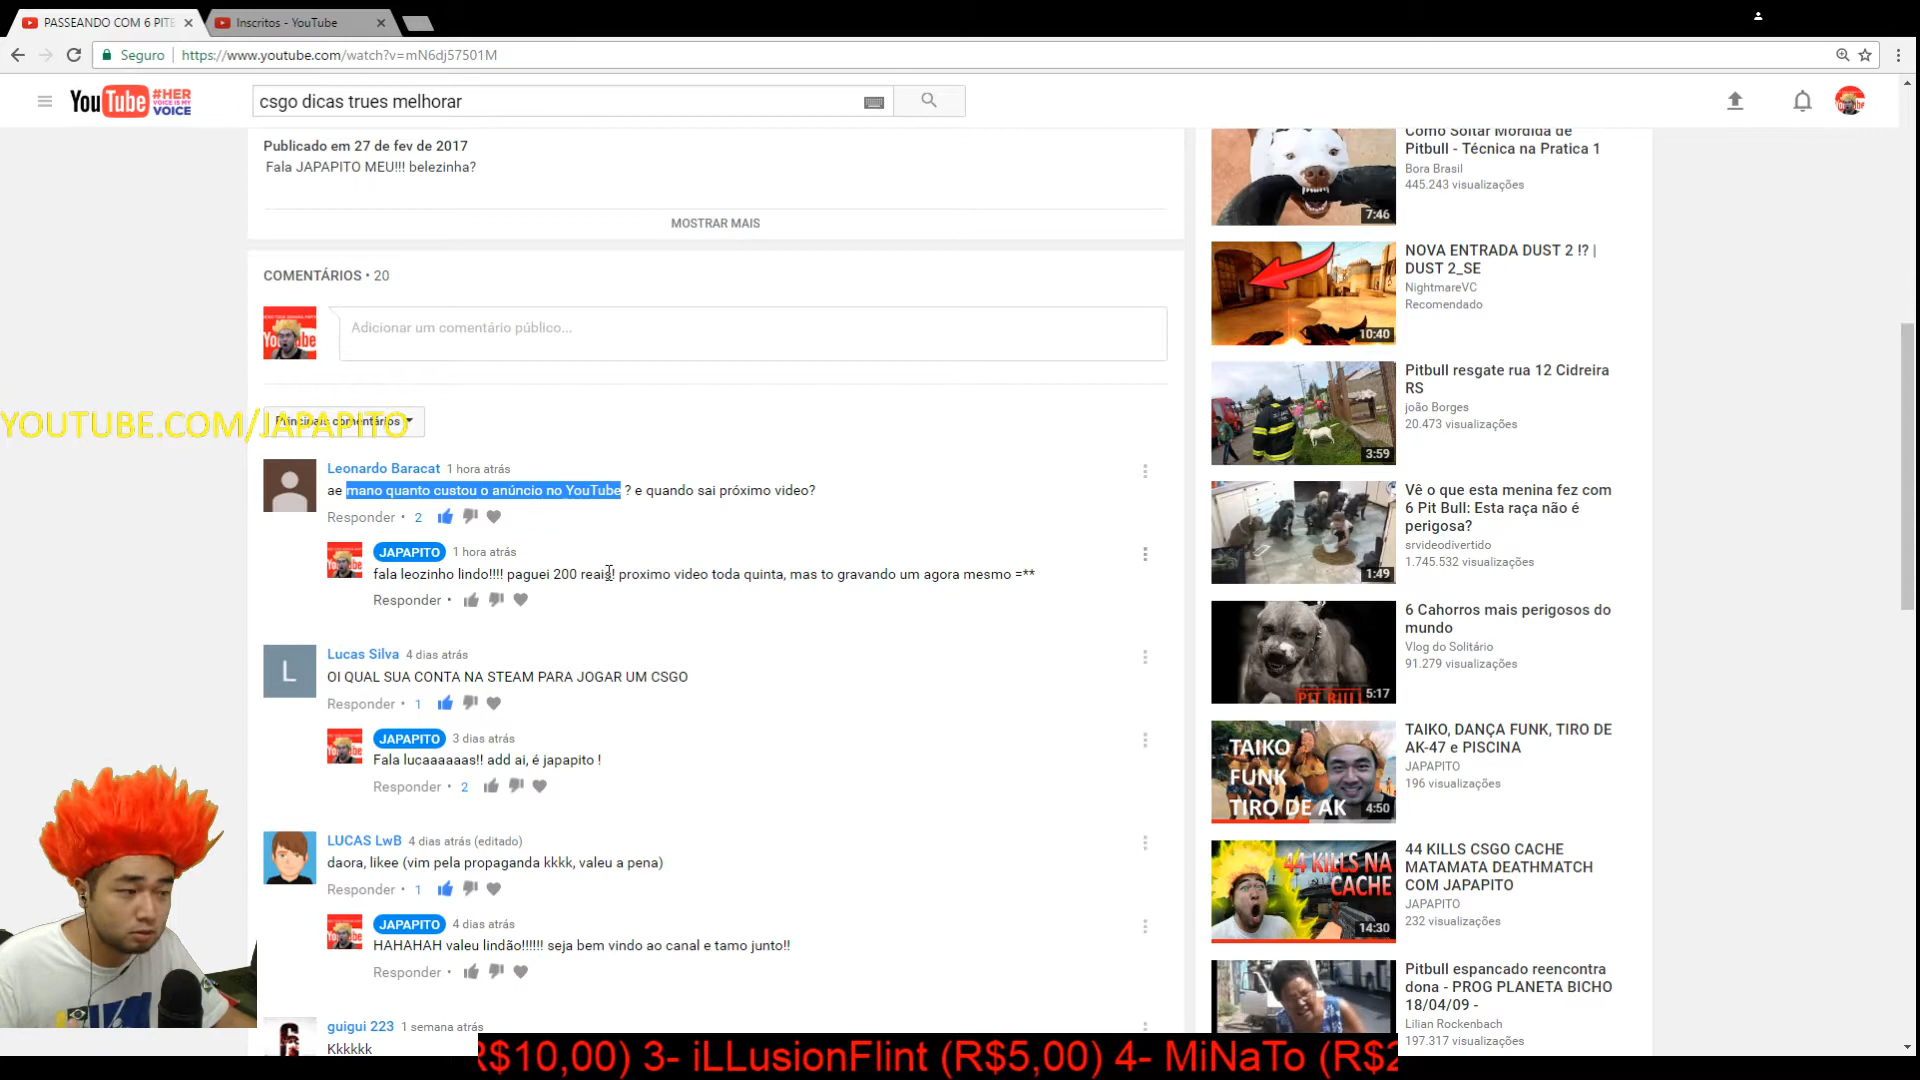 PASSEANDO COM 6 PITE
Inscritos - YouTube
Seguro
https://www.youtube.com/watch?v=mN6dj57501M
YouTube #HER VOICE IS MY VOICE
csgo dicas trues melhorar
Publicado em 27 de fev de 2017
Fala JAPAPITO MEU!!! belezinha?
MOSTRAR MAIS
COMENTÁRIOS • 20
Adicionar um comentário público...
Principais comentários
YOUTUBE.COM/JAPAPITO
Leonardo Baracat 1 hora atrás
ae mano quanto custou o anúncio no YouTube ? e quando sai próximo video?
Responder • 2
JAPAPITO 1 hora atrás
fala leozinho lindo!!!! paguei 200 reais! proximo video toda quinta, mas to gravando um agora mesmo =**
Responder •
L
Lucas Silva 4 dias atrás
OI QUAL SUA CONTA NA STEAM PARA JOGAR UM CSGO
Responder • 1
JAPAPITO 3 dias atrás
Fala lucaaaaaas!! add ai, é japapito !
Responder • 2
LUCAS LwB 4 dias atrás (editado)
daora, likee (vim pela propaganda kkkk, valeu a pena)
Responder • 1
JAPAPITO 4 dias atrás
HAHAHAH valeu lindão!!!!!! seja bem vindo ao canal e tamo junto!!
Responder •
guigui 223 1 semana atrás
Kkkkkk
Como Soltar Mordida de
Pitbull - Técnica na Pratica 1
Bora Brasil
445.243 visualizações
7:46
NOVA ENTRADA DUST 2 !? |
DUST 2_SE
NightmareVC
Recomendado
10:40
Pitbull resgate rua 12 Cidreira
RS
joão Borges
20.473 visualizações
3:59
Vê o que esta menina fez com
6 Pit Bull: Esta raça não é
perigosa?
srvideodivertido
1.745.532 visualizações
1:49
6 Cahorros mais perigosos do
mundo
Vlog do Solitário
91.279 visualizações
PIT BULL
5:17
TAIKO, DANÇA FUNK, TIRO DE
AK-47 e PISCINA
JAPAPITO
196 visualizações
TAIKO
FUNK
TIRO DE AK
4:50
44 KILLS CSGO CACHE
MATAMATA DEATHMATCH
COM JAPAPITO
JAPAPITO
232 visualizações
44 KILLS NA
CACHE
14:30
Pitbull espancado reencontra
dona - PROG PLANETA BICHO
18/04/09 -
Lilian Rockenbach
197.317 visualizações
R$10,00) 3- iLLusionFlint (R$5,00) 4- MiNaTo (R$2